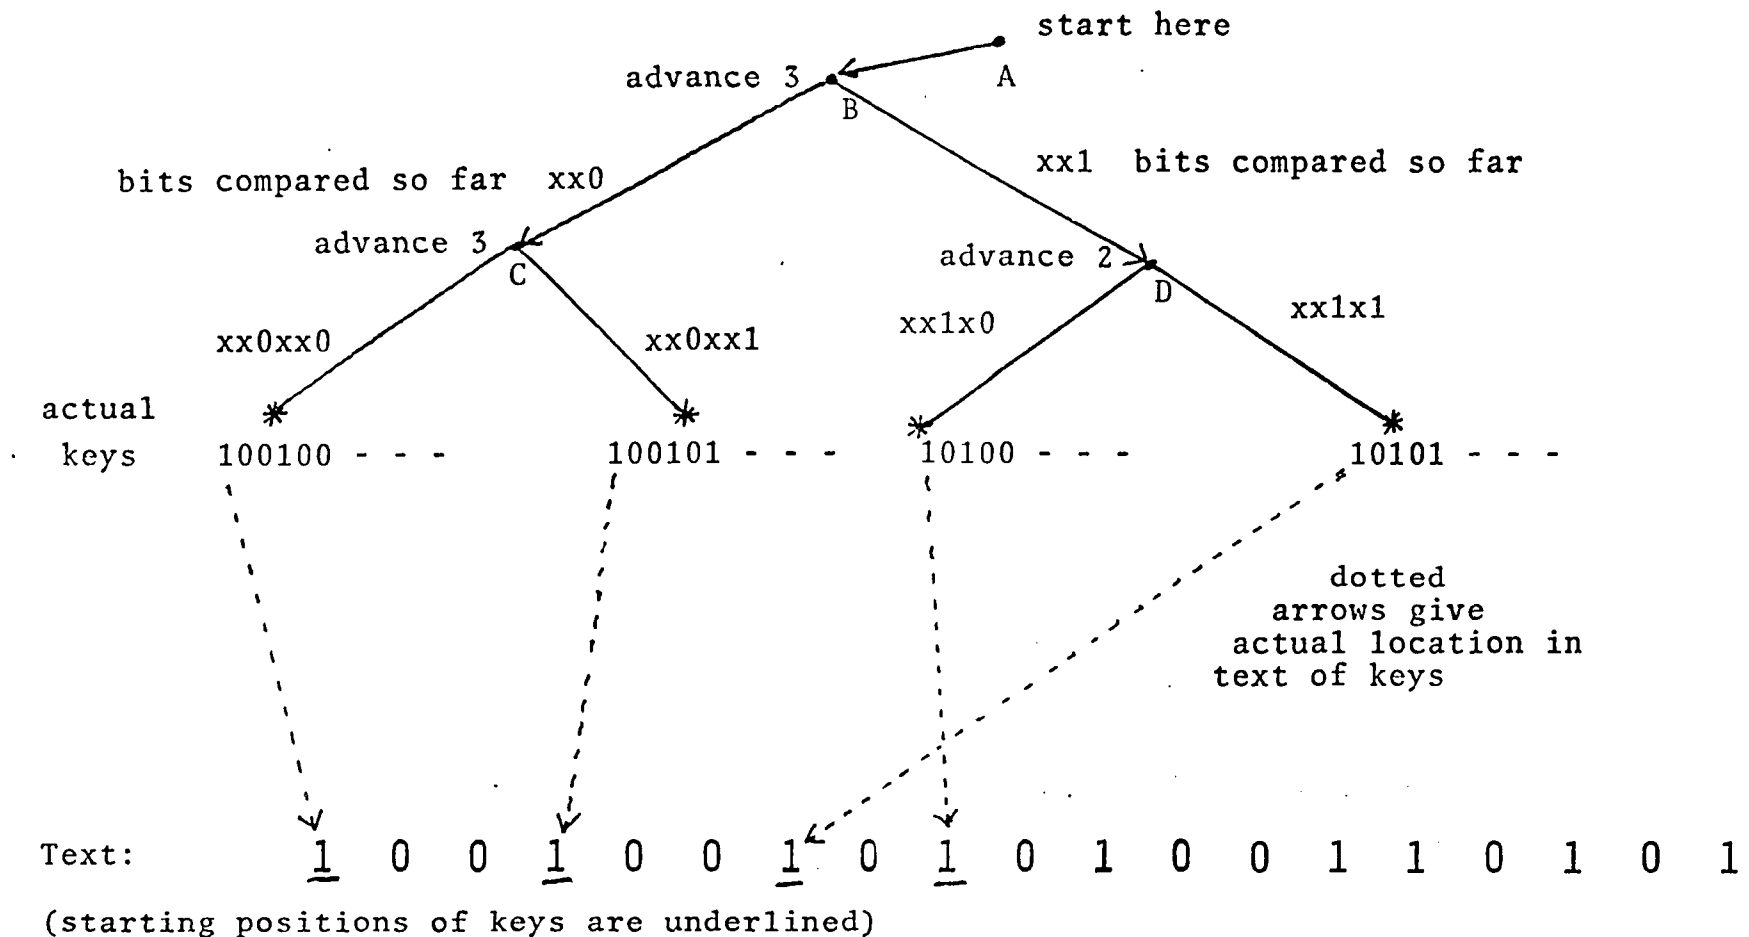 start here
advance 3
A
B
xx1 bits compared so far
bits compared so far xx0
advance 3
advance 2
C
D
xx0xx0
xx0xx1
xx1x0
xx1x1
actual
keys
100100 - - -
100101 - - -
10100 - - -
10101 - - -
dotted
arrows give
actual location in
text of keys
Text: 1 0 0 1 0 0 1 0 1 0 1 0 0 1 1 0 1 0 1
(starting positions of keys are underlined)